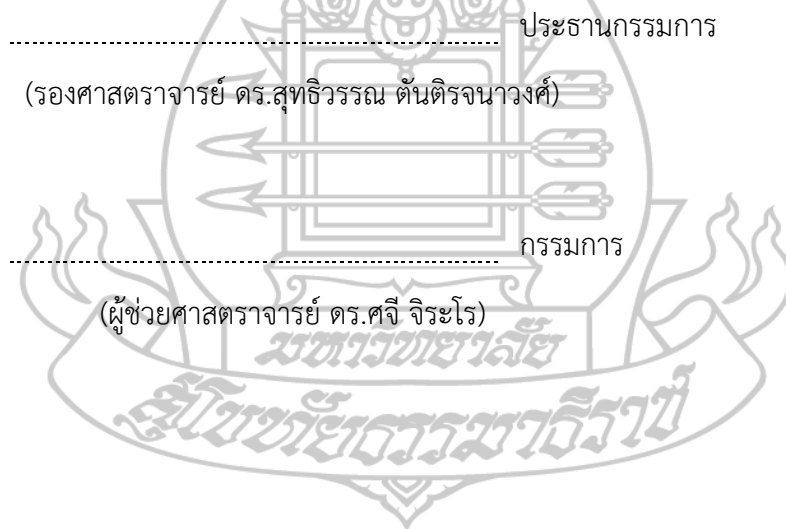 ประธานกรรมการ
(รองศาสตราจารย์ ดร.สุทธิวรรณ ตันติรจนาวงศ์)
กรรมการ
(ผู้ช่วยศาสตราจารย์ ดร.ศจี จิระโร)
มหาวิทยาลัย
สุโขทัยธรรมาธิราช